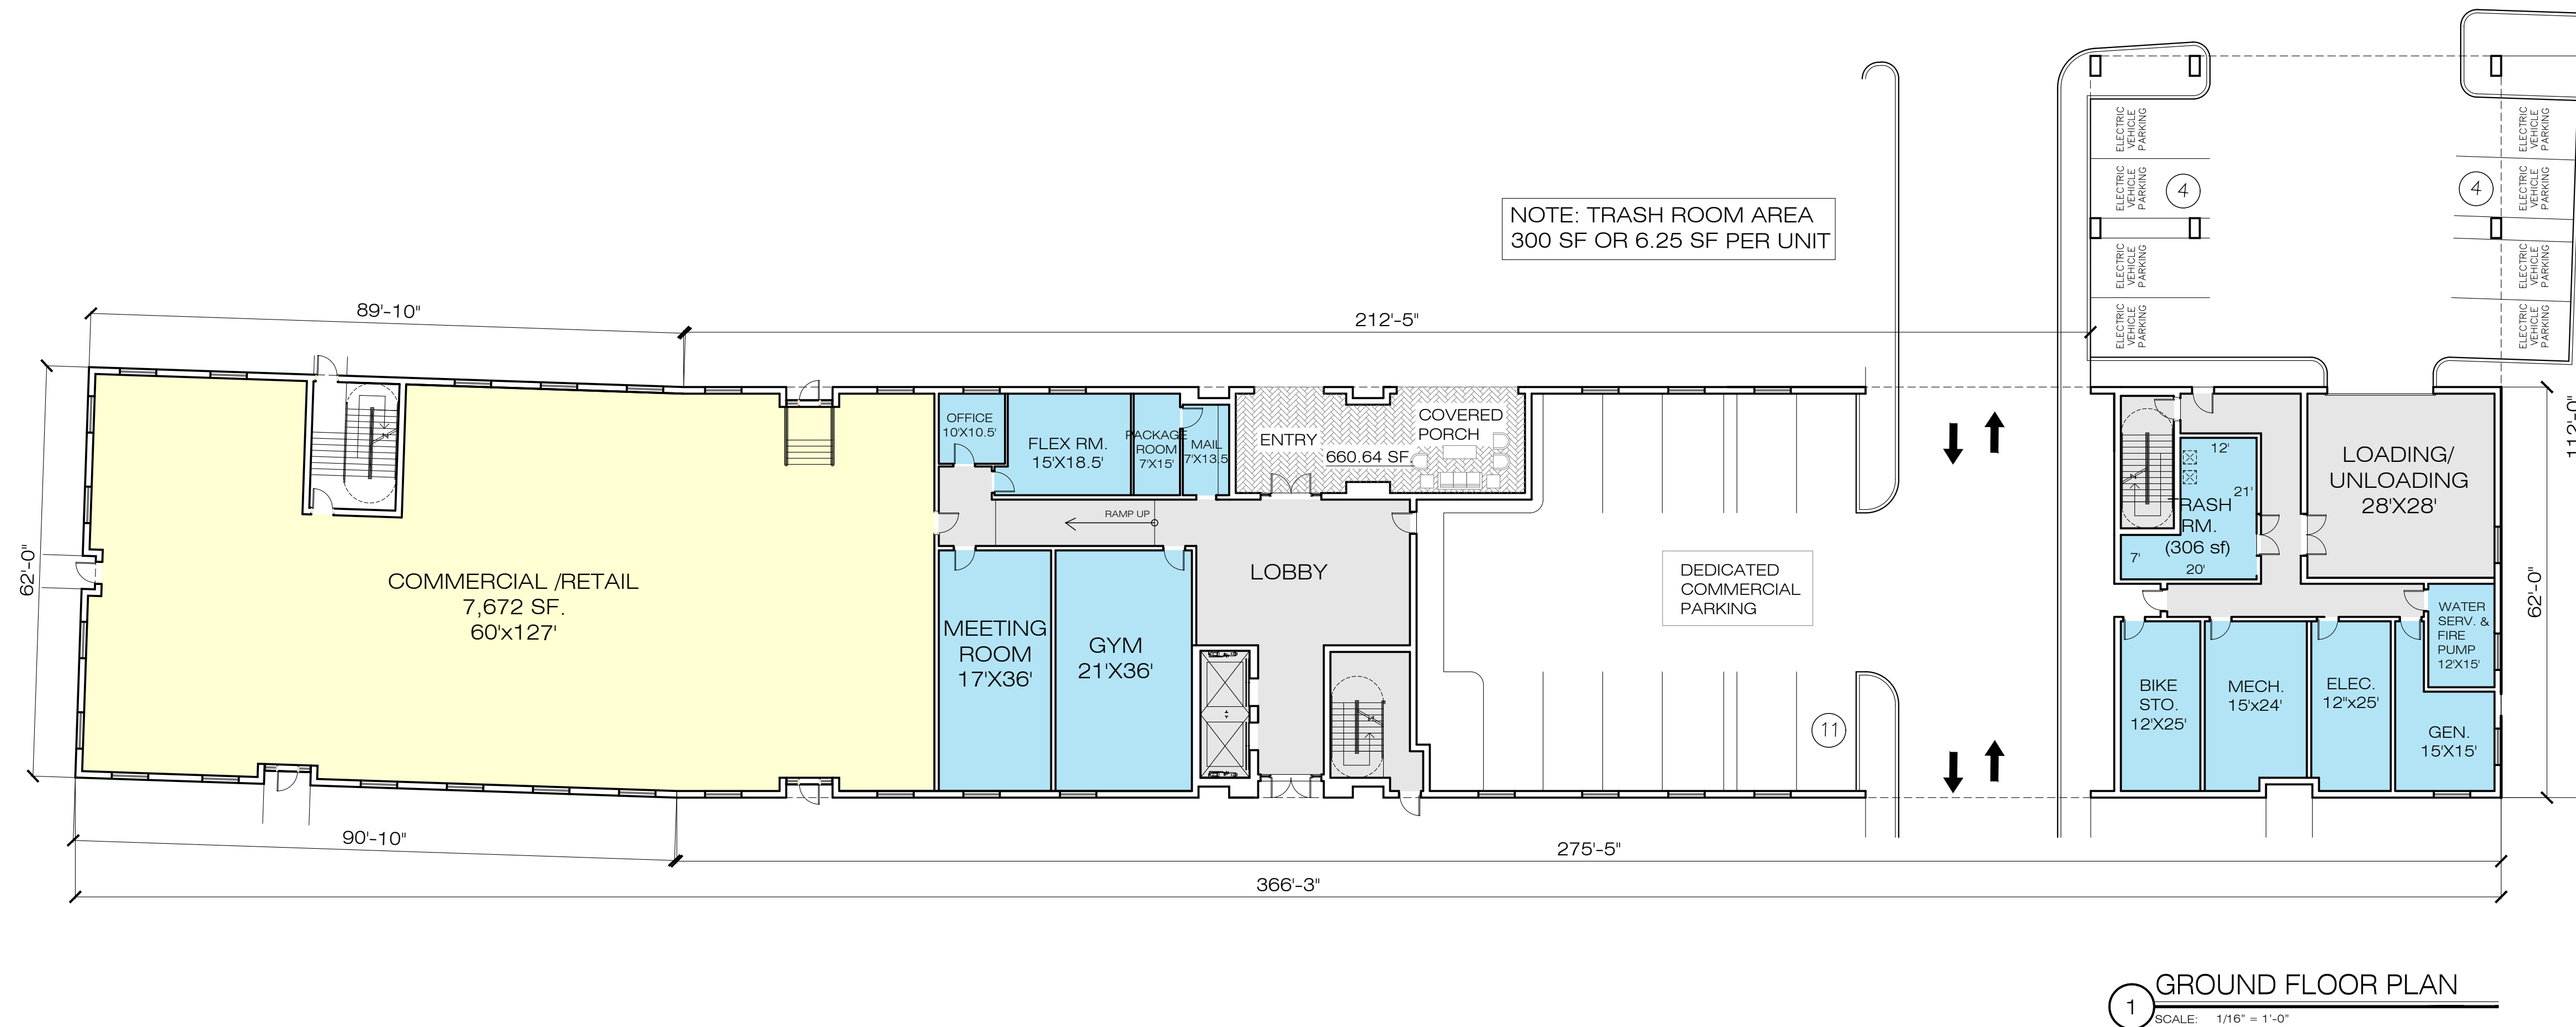 NOTE: TRASH ROOM AREA
300 SF OR 6.25 SF PER UNIT
ELECTRIC
VEHICLE
PARKING
ELECTRIC
VEHICLE
PARKING
ELECTRIC
VEHICLE
PARKING
ELECTRIC
VEHICLE
PARKING
4
4
ELECTRIC
VEHICLE
PARKING
ELECTRIC
VEHICLE
PARKING
ELECTRIC
VEHICLE
PARKING
ELECTRIC
VEHICLE
PARKING
89'-10"
212'-5"
112'-0"
62'-0"
62'-0"
COMMERCIAL /RETAIL
7,672 SF.
60'x127'
OFFICE
10'X10.5'
FLEX RM.
15'X18.5'
PACKAGE
ROOM
7'X15'
MAIL
7'X13.5
ENTRY
COVERED
PORCH
660.64 SF
RAMP UP
LOBBY
MEETING
ROOM
17'X36'
GYM
21'X36'
DEDICATED
COMMERCIAL
PARKING
11
12'
21'
TRASH
RM.
(306 sf)
7'
20'
LOADING/
UNLOADING
28'X28'
WATER
SERV. &
FIRE
PUMP
12'X15'
BIKE
STO.
12'X25'
MECH.
15'x24'
ELEC.
12"x25'
GEN.
15'X15'
90'-10"
275'-5"
366'-3"
1
GROUND FLOOR PLAN
SCALE: 1/16" = 1'-0"